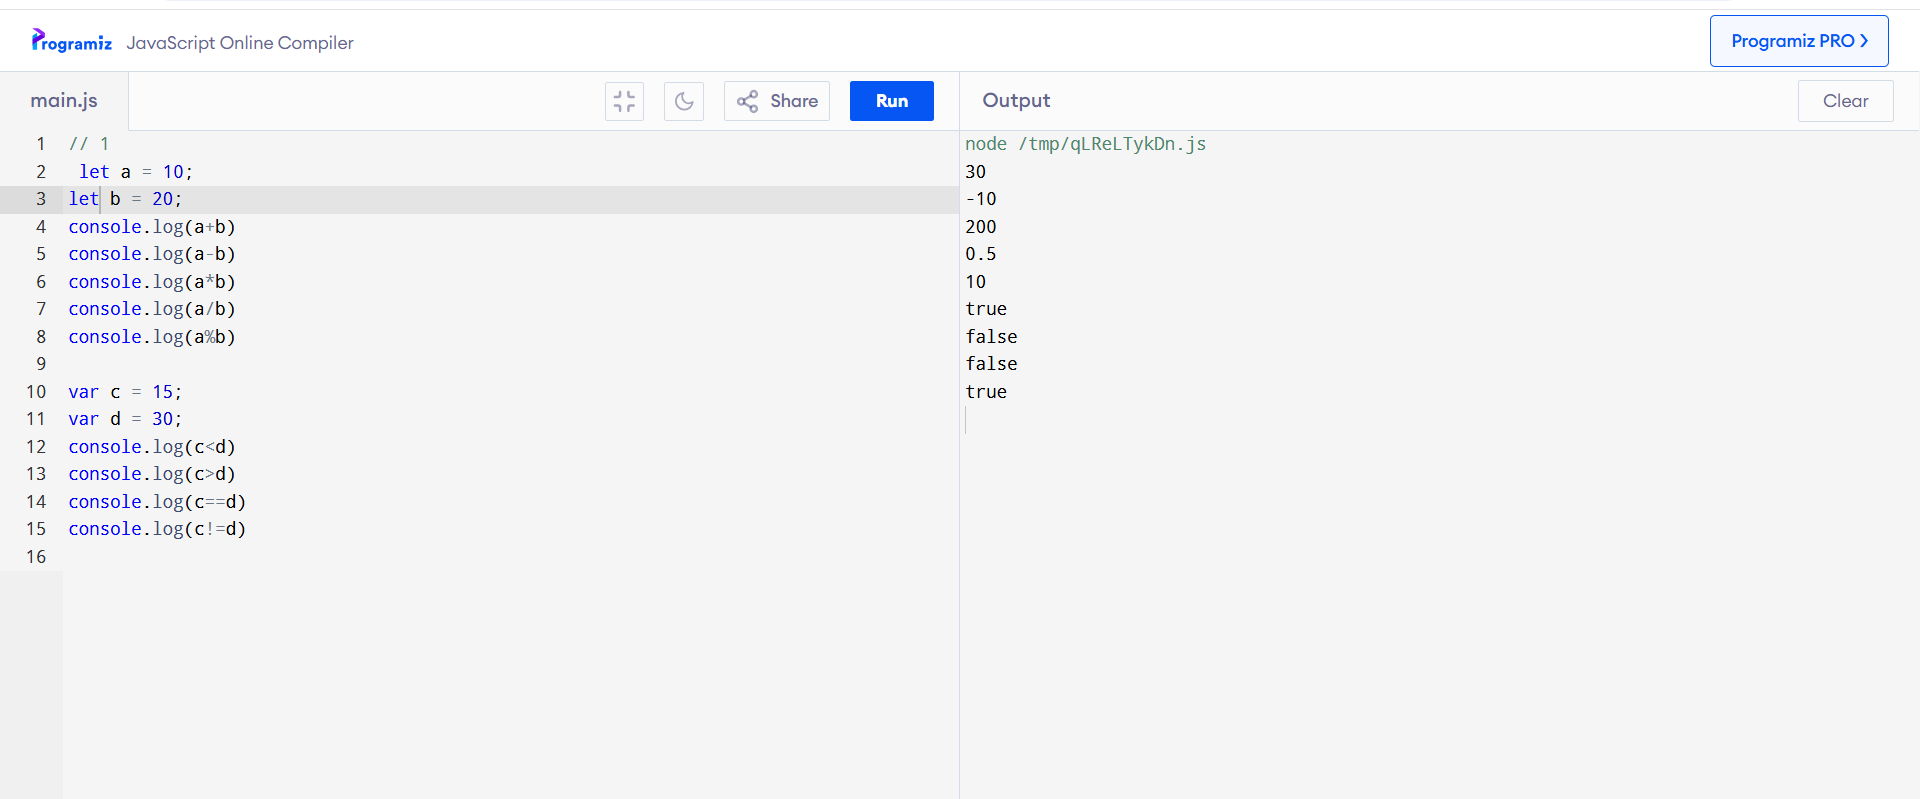 Programiz JavaScript Online Compiler
Programiz PRO
main.js
Share
Run
Output
Clear
1 // 1
2 let a = 10;
3 let b = 20;
4 console.log(a+b)
5 console.log(a-b)
6 console.log(a*b)
7 console.log(a/b)
8 console.log(a%b)
9
10 var c = 15;
11 var d = 30;
12 console.log(c<d)
13 console.log(c>d)
14 console.log(c==d)
15 console.log(c!=d)
16
node /tmp/qLReLTykDn.js
30
-10
200
0.5
10
true
false
false
true